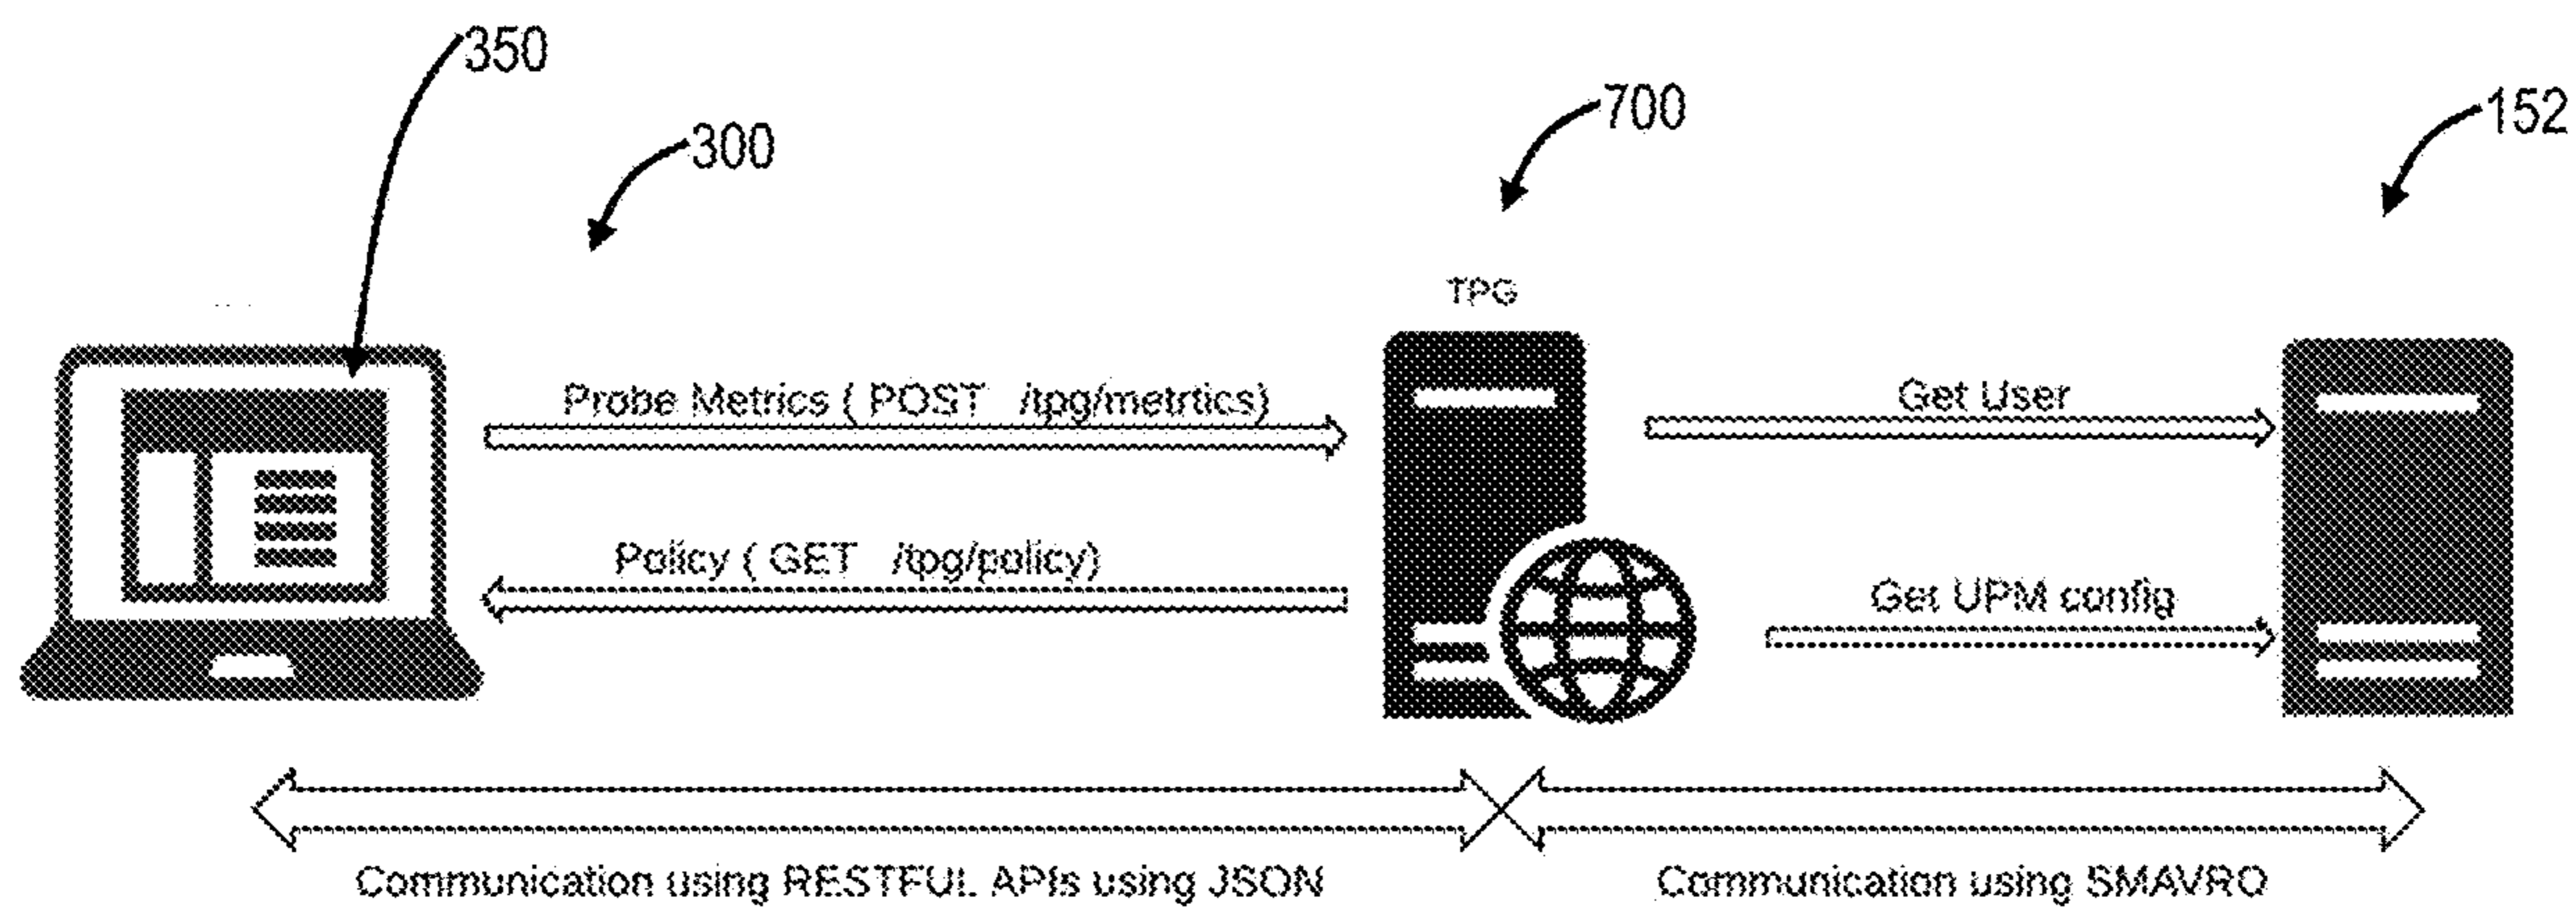 350
300
700
152
TPG
Probe Metrics ( POST /tpg/metrtics)
Get User
Policy ( GET /tpg/policy)
Get UPM config
Communication using RESTFUL APIs using JSON
Communication using SMAVRO